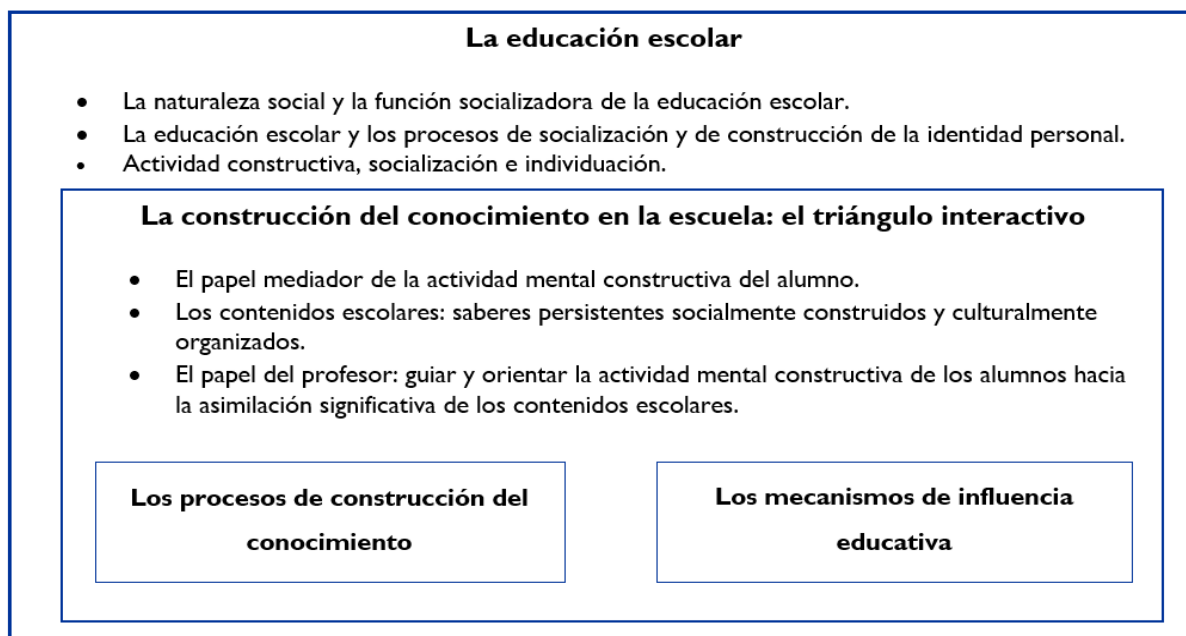 La educación escolar
• La naturaleza social y la función socializadora de la educación escolar.
• La educación escolar y los procesos de socialización y de construcción de la identidad personal.
• Actividad constructiva, socialización e individuación.
La construcción del conocimiento en la escuela: el triángulo interactivo
• El papel mediador de la actividad mental constructiva del alumno.
• Los contenidos escolares: saberes persistentes socialmente construidos y culturalmente
organizados.
• El papel del profesor: guiar y orientar la actividad mental constructiva de los alumnos hacia
la asimilación significativa de los contenidos escolares.
Los procesos de construcción del
conocimiento
Los mecanismos de influencia
educativa